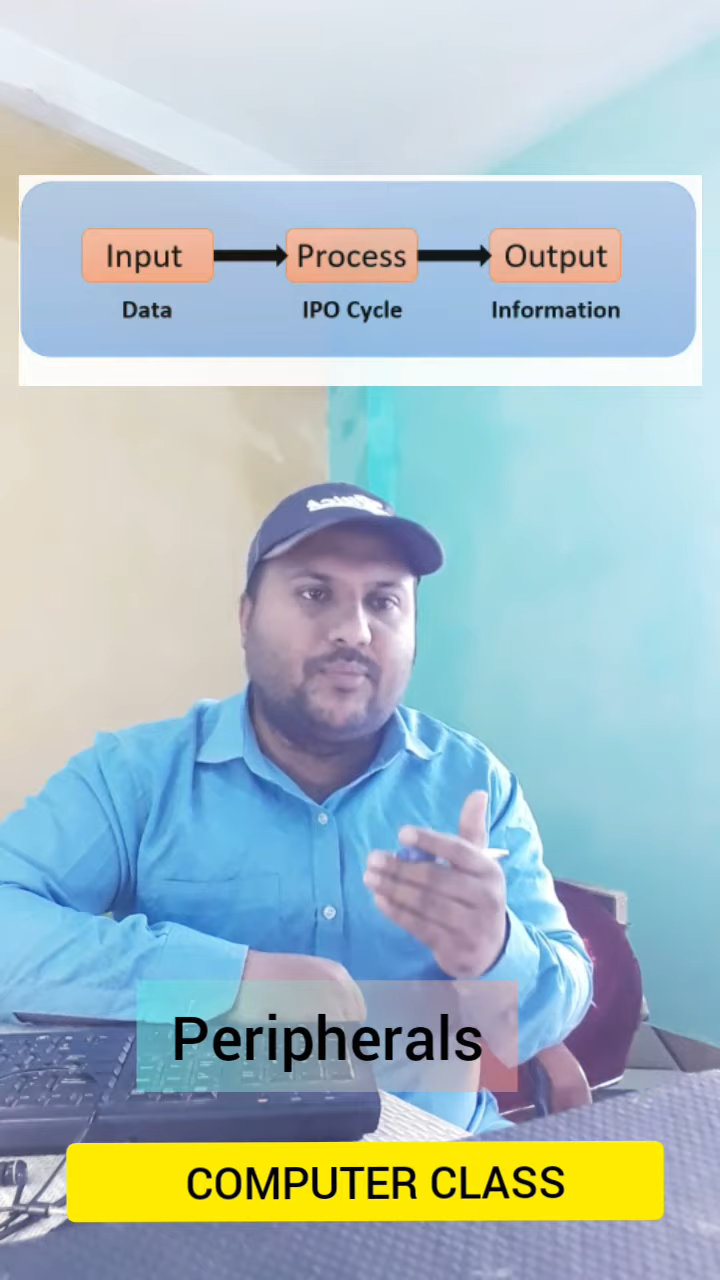 Input Process Output
Data IPO Cycle Information
Peripherals
COMPUTER CLASS